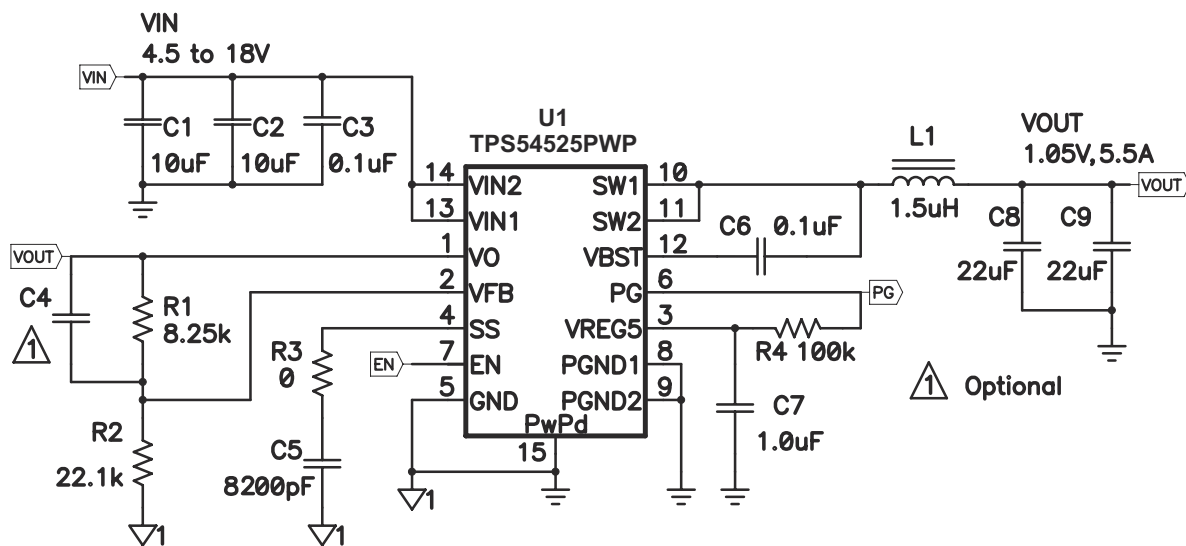 VIN
4.5 to 18V
VIN
C1
10uF
C2
10uF
C3
0.1uF
U1
TPS54525PWP
14
VIN2
13
VIN1
1
VO
2
VFB
4
SS
7
EN
5
GND
PwPd
15
SW1
10
SW2
11
VBST
12
PG
6
VREG5
3
PGND1
8
PGND2
9
VOUT
C4
1
R1
8.25k
R2
22.1k
1
R3
0
C5
8200pF
1
EN
1
C6
0.1uF
L1
1.5uH
VOUT
1.05V,5.5A
VOUT
C8
22uF
C9
22uF
PG
R4 100k
C7
1.0uF
1 Optional